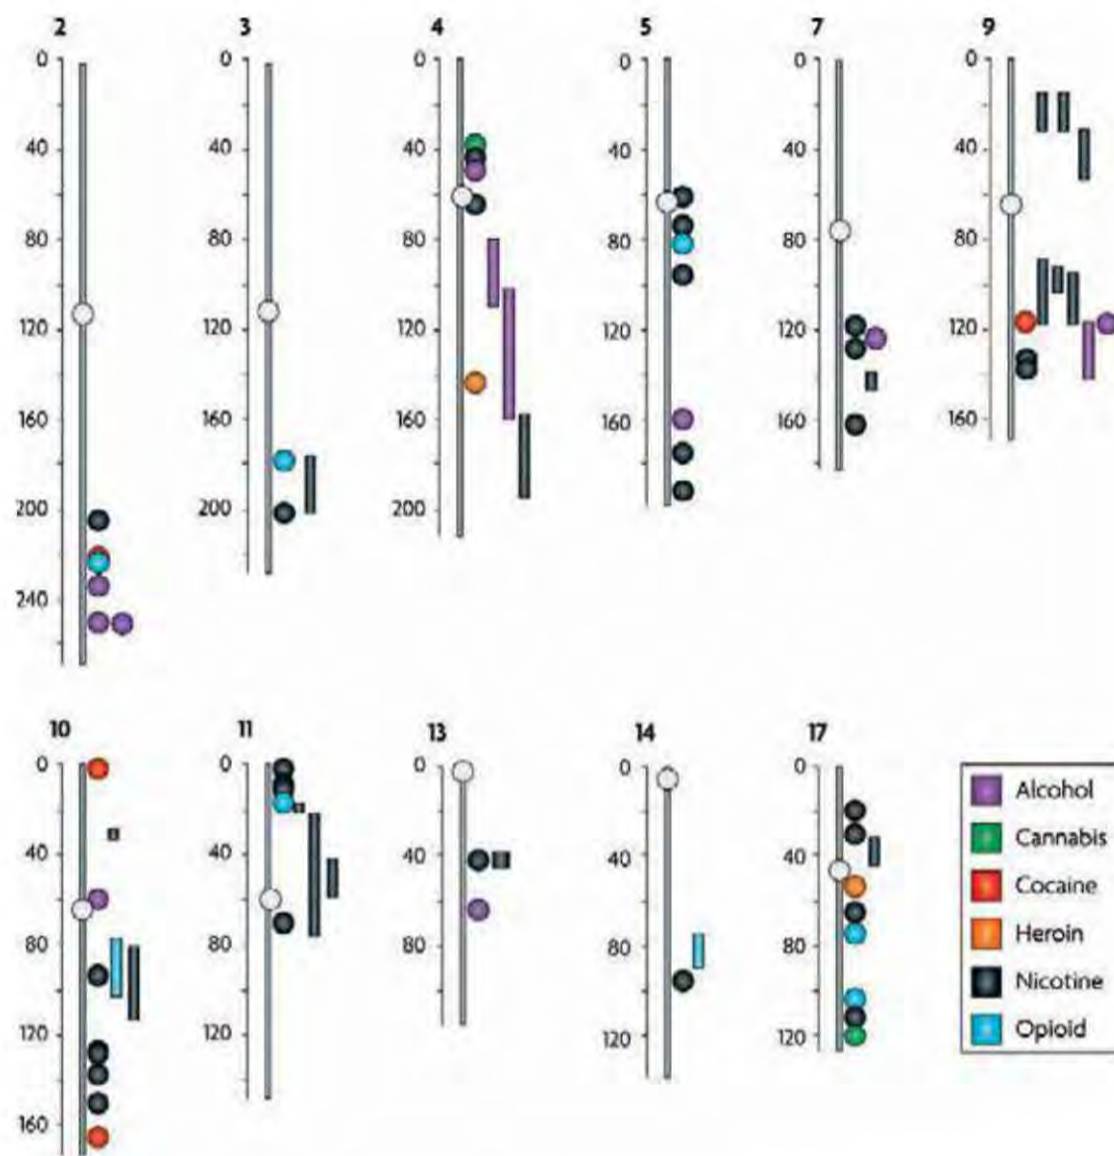 2 3 4 5 7 9
0 0 0 0 0 0
40 40 40 40 40 40
80 80 80 80 80 80
120 120 120 120 120 120
160 160 160 160 160 160
200 200 200
240
10 11 13 14 17
0 0 0 0 0
40 40 40 40 40
80 80 80 80 80
120 120 120 120
160
Alcohol
Cannabis
Cocaine
Heroin
Nicotine
Opioid